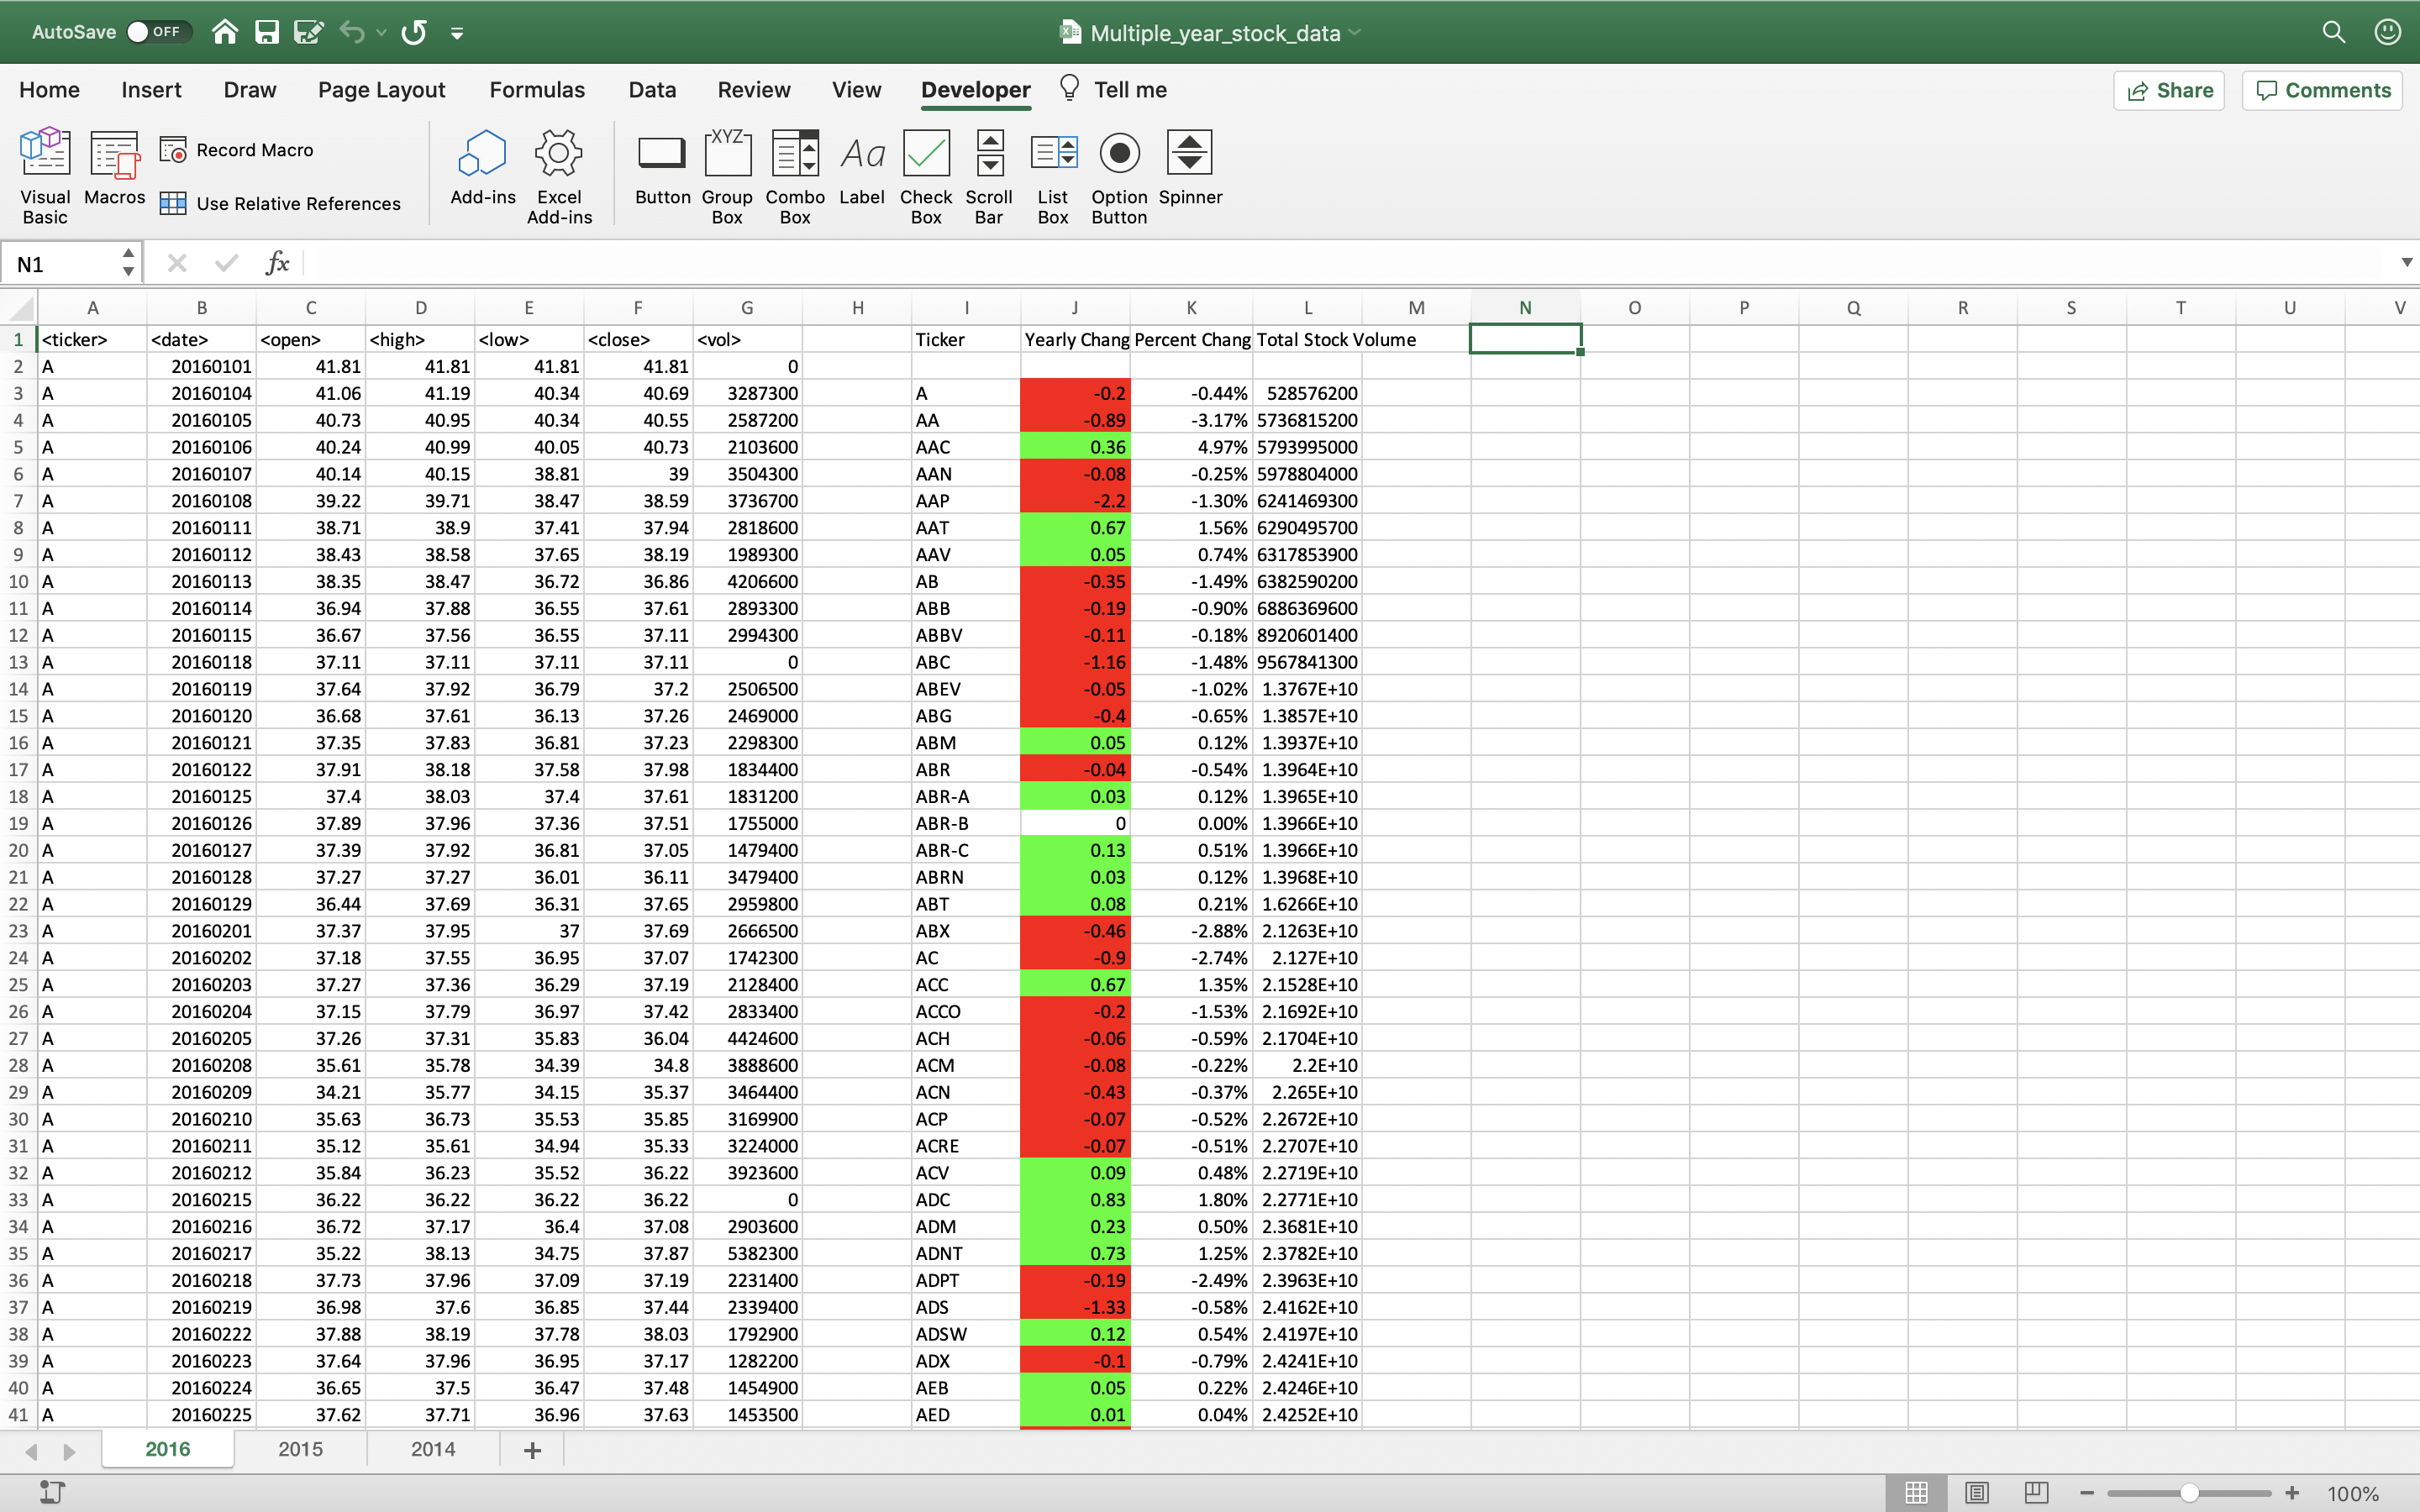 AutoSave OFF Multiple_year_stock_data
Home Insert Draw Page Layout Formulas Data Review View Developer Tell me Share Comments
Visual Basic Macros Record Macro Use Relative References Add-ins Excel Add-ins Button XYZ Group Box Combo Box Aa Label Check Box Scroll Bar List Box Option Button Spinner
N1 fx
A B C D E F G H I J K L M N O P Q R S T U V
1 <ticker> <date> <open> <high> <low> <close> <vol> Ticker Yearly Chang Percent Chang Total Stock Volume
2 A 20160101 41.81 41.81 41.81 41.81 0
3 A 20160104 41.06 41.19 40.34 40.69 3287300 A -0.2 -0.44% 528576200
4 A 20160105 40.73 40.95 40.34 40.55 2587200 AA -0.89 -3.17% 5736815200
5 A 20160106 40.24 40.99 40.05 40.73 2103600 AAC 0.36 4.97% 5793995000
6 A 20160107 40.14 40.15 38.81 39 3504300 AAN -0.08 -0.25% 5978804000
7 A 20160108 39.22 39.71 38.47 38.59 3736700 AAP -2.2 -1.30% 6241469300
8 A 20160111 38.71 38.9 37.41 37.94 2818600 AAT 0.67 1.56% 6290495700
9 A 20160112 38.43 38.58 37.65 38.19 1989300 AAV 0.05 0.74% 6317853900
10 A 20160113 38.35 38.47 36.72 36.86 4206600 AB -0.35 -1.49% 6382590200
11 A 20160114 36.94 37.88 36.55 37.61 2893300 ABB -0.19 -0.90% 6886369600
12 A 20160115 36.67 37.56 36.55 37.11 2994300 ABBV -0.11 -0.18% 8920601400
13 A 20160118 37.11 37.11 37.11 37.11 0 ABC -1.16 -1.48% 9567841300
14 A 20160119 37.64 37.92 36.79 37.2 2506500 ABEV -0.05 -1.02% 1.3767E+10
15 A 20160120 36.68 37.61 36.13 37.26 2469000 ABG -0.4 -0.65% 1.3857E+10
16 A 20160121 37.35 37.83 36.81 37.23 2298300 ABM 0.05 0.12% 1.3937E+10
17 A 20160122 37.91 38.18 37.58 37.98 1834400 ABR -0.04 -0.54% 1.3964E+10
18 A 20160125 37.4 38.03 37.4 37.61 1831200 ABR-A 0.03 0.12% 1.3965E+10
19 A 20160126 37.89 37.96 37.36 37.51 1755000 ABR-B 0 0.00% 1.3966E+10
20 A 20160127 37.39 37.92 36.81 37.05 1479400 ABR-C 0.13 0.51% 1.3966E+10
21 A 20160128 37.27 37.27 36.01 36.11 3479400 ABRN 0.03 0.12% 1.3968E+10
22 A 20160129 36.44 37.69 36.31 37.65 2959800 ABT 0.08 0.21% 1.6266E+10
23 A 20160201 37.37 37.95 37 37.69 2666500 ABX -0.46 -2.88% 2.1263E+10
24 A 20160202 37.18 37.55 36.95 37.07 1742300 AC -0.9 -2.74% 2.127E+10
25 A 20160203 37.27 37.36 36.29 37.19 2128400 ACC 0.67 1.35% 2.1528E+10
26 A 20160204 37.15 37.79 36.97 37.42 2833400 ACCO -0.2 -1.53% 2.1692E+10
27 A 20160205 37.26 37.31 35.83 36.04 4424600 ACH -0.06 -0.59% 2.1704E+10
28 A 20160208 35.61 35.78 34.39 34.8 3888600 ACM -0.08 -0.22% 2.2E+10
29 A 20160209 34.21 35.77 34.15 35.37 3464400 ACN -0.43 -0.37% 2.265E+10
30 A 20160210 35.63 36.73 35.53 35.85 3169900 ACP -0.07 -0.52% 2.2672E+10
31 A 20160211 35.12 35.61 34.94 35.33 3224000 ACRE -0.07 -0.51% 2.2707E+10
32 A 20160212 35.84 36.23 35.52 36.22 3923600 ACV 0.09 0.48% 2.2719E+10
33 A 20160215 36.22 36.22 36.22 36.22 0 ADC 0.83 1.80% 2.2771E+10
34 A 20160216 36.72 37.17 36.4 37.08 2903600 ADM 0.23 0.50% 2.3681E+10
35 A 20160217 35.22 38.13 34.75 37.87 5382300 ADNT 0.73 1.25% 2.3782E+10
36 A 20160218 37.73 37.96 37.09 37.19 2231400 ADPT -0.19 -2.49% 2.3963E+10
37 A 20160219 36.98 37.6 36.85 37.44 2339400 ADS -1.33 -0.58% 2.4162E+10
38 A 20160222 37.88 38.19 37.78 38.03 1792900 ADSW 0.12 0.54% 2.4197E+10
39 A 20160223 37.64 37.96 36.95 37.17 1282200 ADX -0.1 -0.79% 2.4241E+10
40 A 20160224 36.65 37.5 36.47 37.48 1454900 AEB 0.05 0.22% 2.4246E+10
41 A 20160225 37.62 37.71 36.96 37.63 1453500 AED 0.01 0.04% 2.4252E+10
2016 2015 2014 +
100%